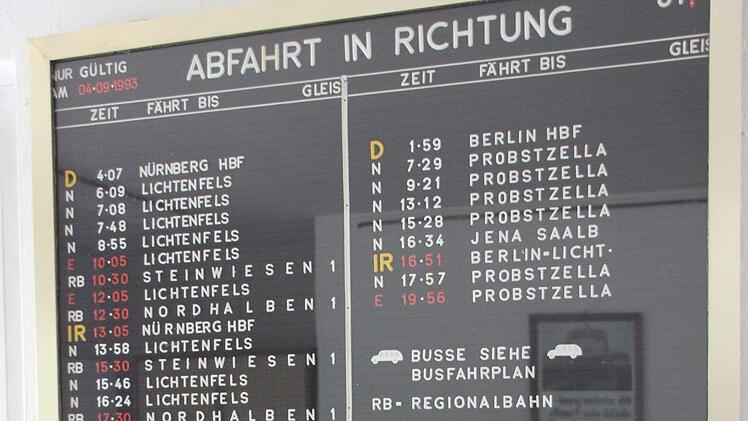 ABFAHRT IN RICHTUNG
NUR GÜLTIG
AM 04·09·1993
ZEIT FÄHRT BIS GLEIS
D 4·07 NÜRNBERG HBF
N 6·09 LICHTENFELS
N 7·08 LICHTENFELS
N 7·48 LICHTENFELS
N 8·55 LICHTENFELS
E 10·05 LICHTENFELS
RB 10·30 STEINWIESEN 1
E 12·05 LICHTENFELS
RB 12·30 NORDHALBEN 1
IR 13·05 NÜRNBERG HBF
N 13·58 LICHTENFELS
RB 15·30 STEINWIESEN 1
N 15·46 LICHTENFELS
N 16·24 LICHTENFELS
RB 17·30 NORDHALBEN 1
ZEIT FÄHRT BIS GLEIS
D 1·59 BERLIN HBF
N 7·29 PROBSTZELLA
N 9·21 PROBSTZELLA
N 13·12 PROBSTZELLA
N 15·28 PROBSTZELLA
N 16·34 JENA SAALB
IR 16·51 BERLIN-LICHT·
N 17·57 PROBSTZELLA
E 19·56 PROBSTZELLA
BUSSE SIEHE
BUSFAHRPLAN
RB- REGIONALBAHN